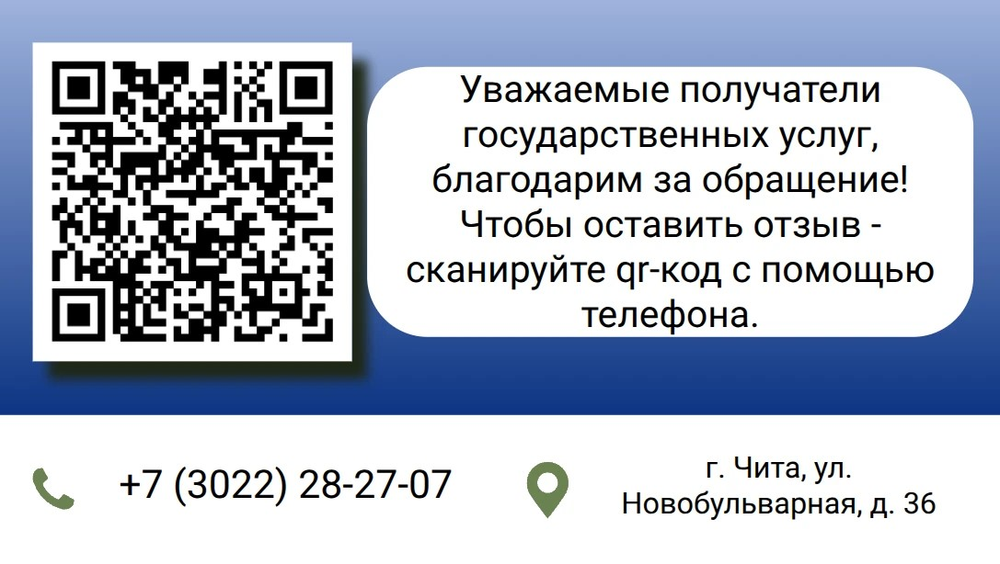 Уважаемые получатели
государственных услуг,
благодарим за обращение!
Чтобы оставить отзыв -
сканируйте qr-код с помощью
телефона.
+7 (3022) 28-27-07
г. Чита, ул.
Новобульварная, д. 36